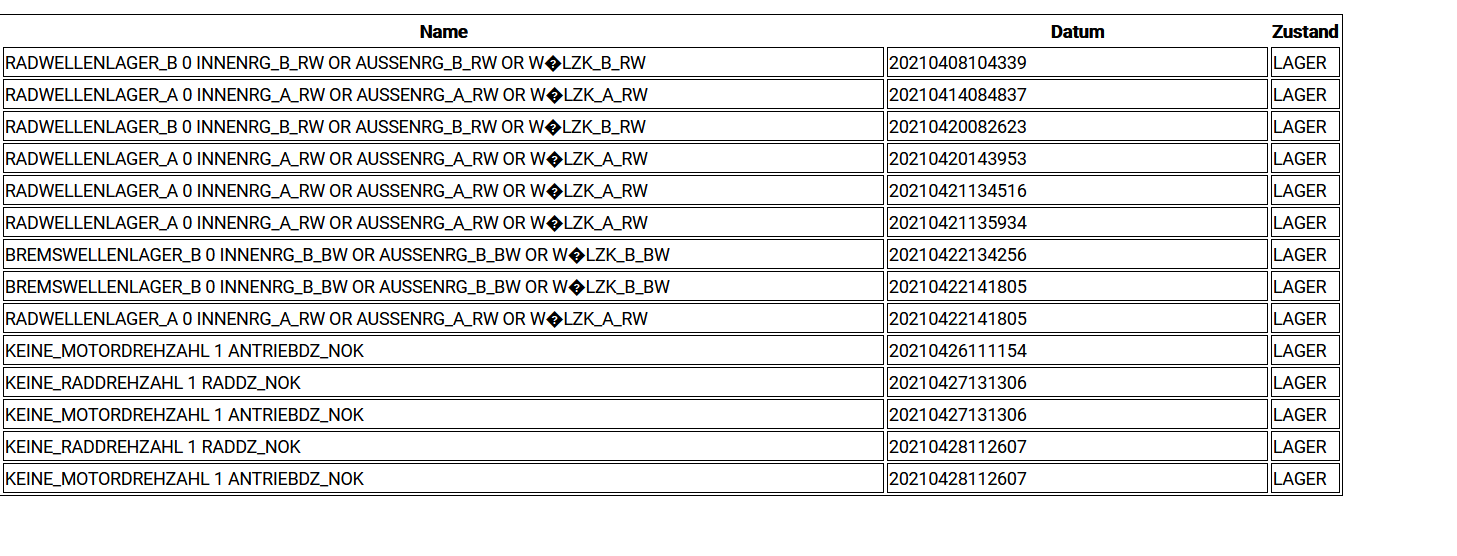 Name Datum Zustand
RADWELLENLAGER_B 0 INNENRG_B_RW OR AUSSENRG_B_RW OR W�LZK_B_RW 20210408104339 LAGER
RADWELLENLAGER_A 0 INNENRG_A_RW OR AUSSENRG_A_RW OR W�LZK_A_RW 20210414084837 LAGER
RADWELLENLAGER_B 0 INNENRG_B_RW OR AUSSENRG_B_RW OR W�LZK_B_RW 20210420082623 LAGER
RADWELLENLAGER_A 0 INNENRG_A_RW OR AUSSENRG_A_RW OR W�LZK_A_RW 20210420143953 LAGER
RADWELLENLAGER_A 0 INNENRG_A_RW OR AUSSENRG_A_RW OR W�LZK_A_RW 20210421134516 LAGER
RADWELLENLAGER_A 0 INNENRG_A_RW OR AUSSENRG_A_RW OR W�LZK_A_RW 20210421135934 LAGER
BREMSWELLENLAGER_B 0 INNENRG_B_BW OR AUSSENRG_B_BW OR W�LZK_B_BW 20210422134256 LAGER
BREMSWELLENLAGER_B 0 INNENRG_B_BW OR AUSSENRG_B_BW OR W�LZK_B_BW 20210422141805 LAGER
RADWELLENLAGER_A 0 INNENRG_A_RW OR AUSSENRG_A_RW OR W�LZK_A_RW 20210422141805 LAGER
KEINE_MOTORDREHZAHL 1 ANTRIEBDZ_NOK 20210426111154 LAGER
KEINE_RADDREHZAHL 1 RADDZ_NOK 20210427131306 LAGER
KEINE_MOTORDREHZAHL 1 ANTRIEBDZ_NOK 20210427131306 LAGER
KEINE_RADDREHZAHL 1 RADDZ_NOK 20210428112607 LAGER
KEINE_MOTORDREHZAHL 1 ANTRIEBDZ_NOK 20210428112607 LAGER